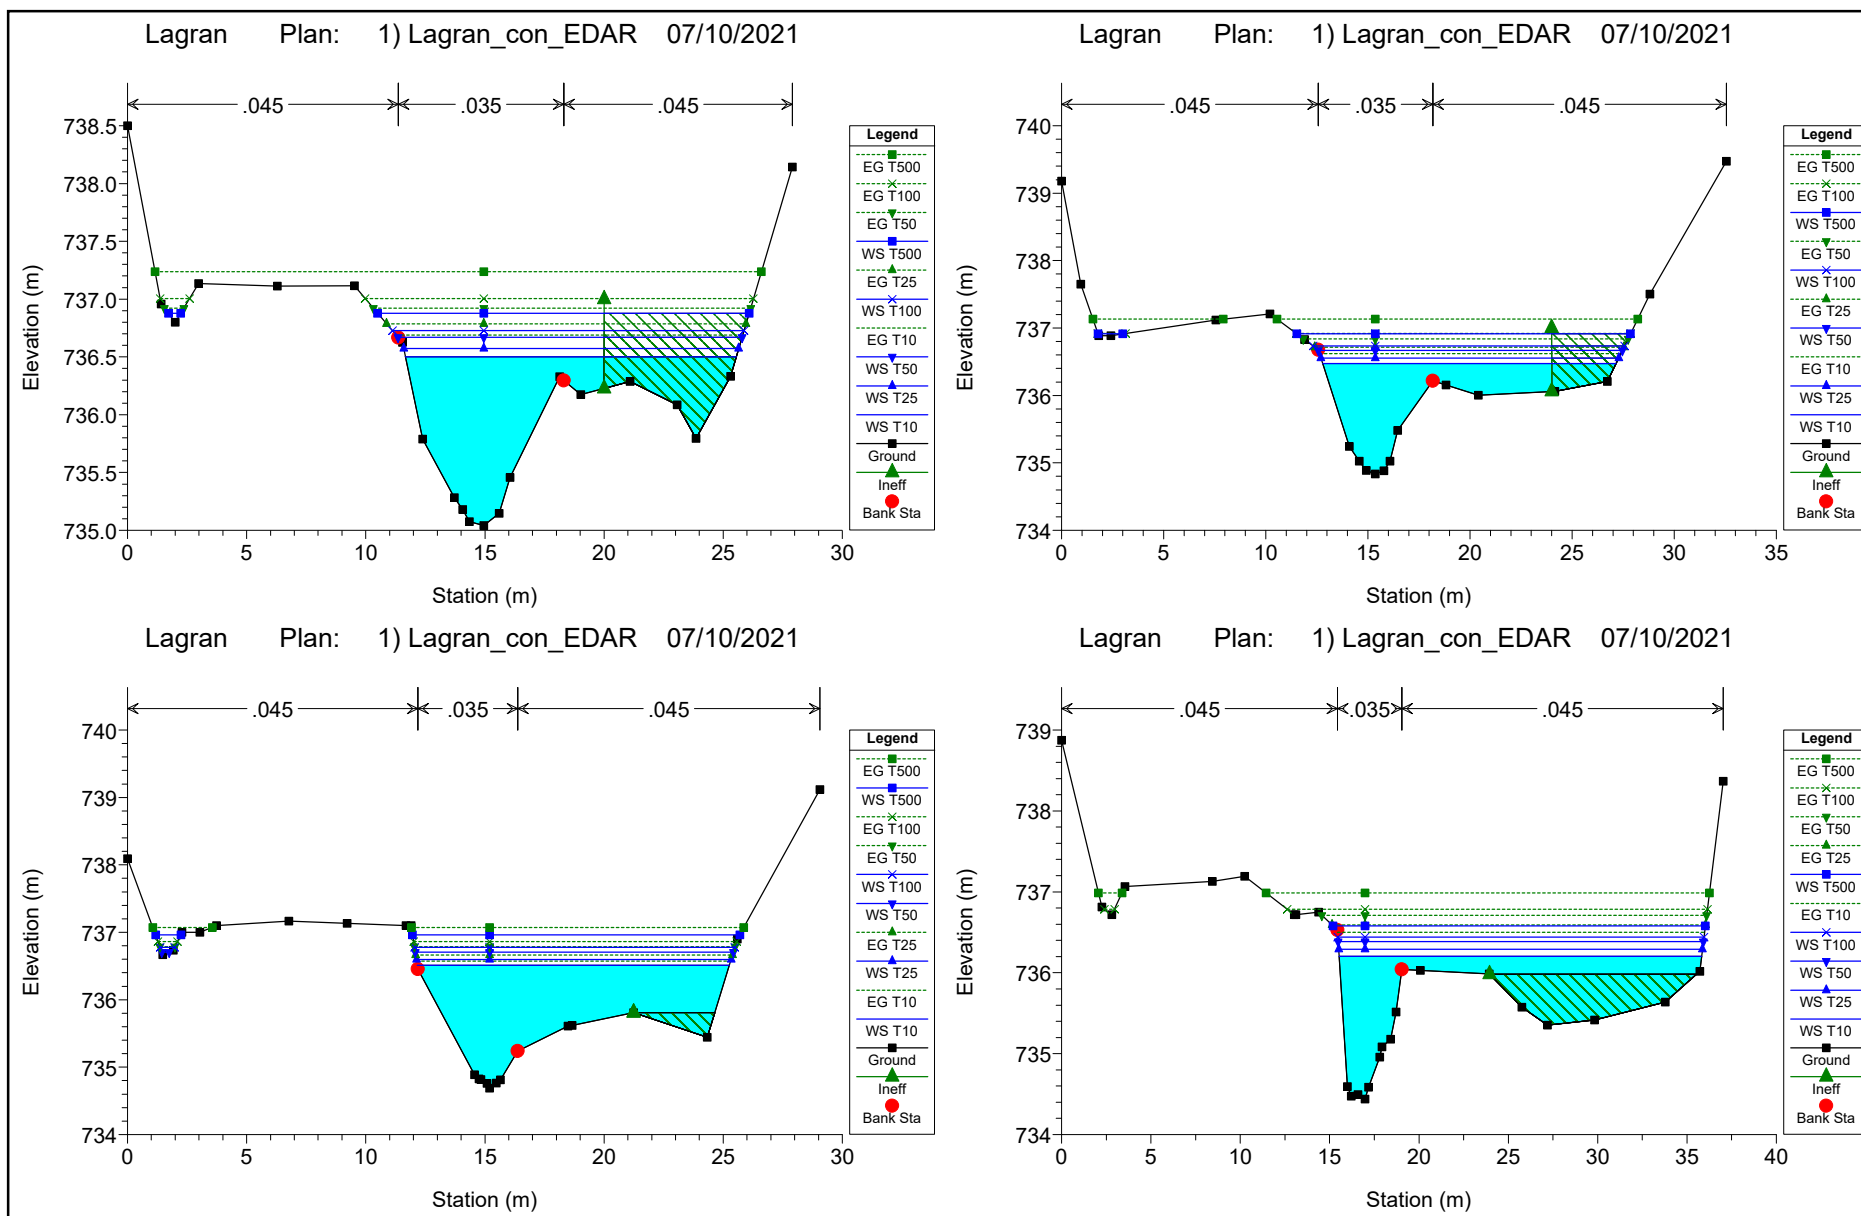 Lagran Plan: 1) Lagran_con_EDAR 07/10/2021
.045 .035 .045
738.5
738.0
737.5
737.0
736.5
736.0
735.5
735.0
Elevation (m)
0 5 10 15 20 25 30
Station (m)
Legend
EG T500
EG T100
EG T50
WS T500
EG T25
WS T100
EG T10
WS T50
WS T25
WS T10
Ground
Ineff
Bank Sta
Lagran Plan: 1) Lagran_con_EDAR 07/10/2021
.045 .035 .045
740
739
738
737
736
735
734
Elevation (m)
0 5 10 15 20 25 30 35
Station (m)
Legend
EG T500
EG T100
WS T500
EG T50
WS T100
EG T25
WS T50
EG T10
WS T25
WS T10
Ground
Ineff
Bank Sta
Lagran Plan: 1) Lagran_con_EDAR 07/10/2021
.045 .035 .045
740
739
738
737
736
735
734
Elevation (m)
0 5 10 15 20 25 30
Station (m)
Legend
EG T500
WS T500
EG T100
EG T50
WS T100
WS T50
EG T25
WS T25
EG T10
WS T10
Ground
Ineff
Bank Sta
Lagran Plan: 1) Lagran_con_EDAR 07/10/2021
.045 .035 .045
739
738
737
736
735
734
Elevation (m)
0 5 10 15 20 25 30 35 40
Station (m)
Legend
EG T500
EG T100
EG T50
EG T25
WS T500
EG T10
WS T100
WS T50
WS T25
WS T10
Ground
Ineff
Bank Sta